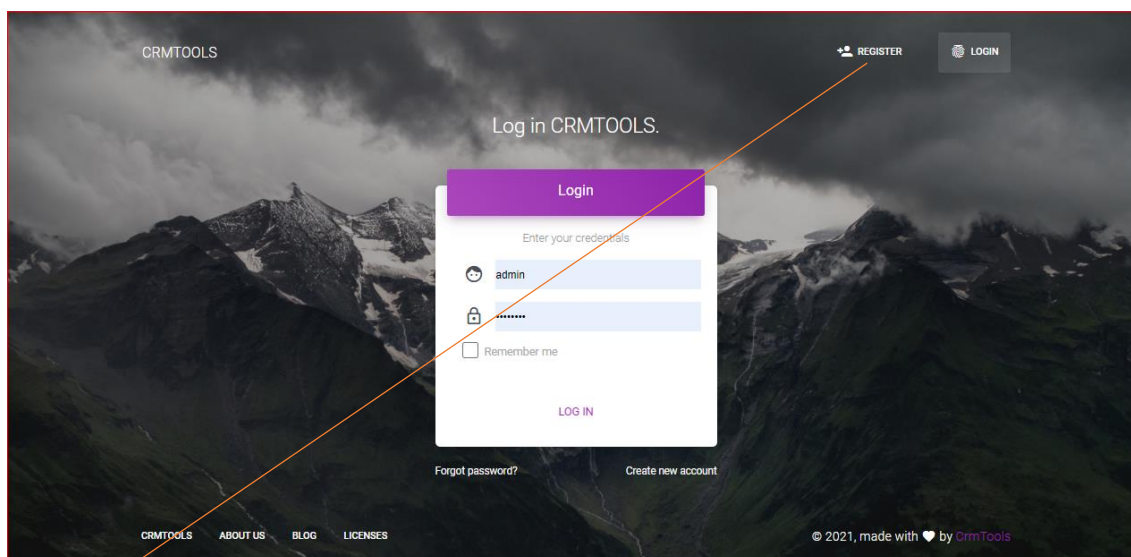 CRMTOOLS
REGISTER
LOGIN
Log in CRMTOOLS.
Login
Enter your credentials
admin
••••••••
Remember me
LOG IN
Forgot password? Create new account
CRMTOOLS ABOUT US BLOG LICENSES
© 2021, made with ♥ by CrmTools